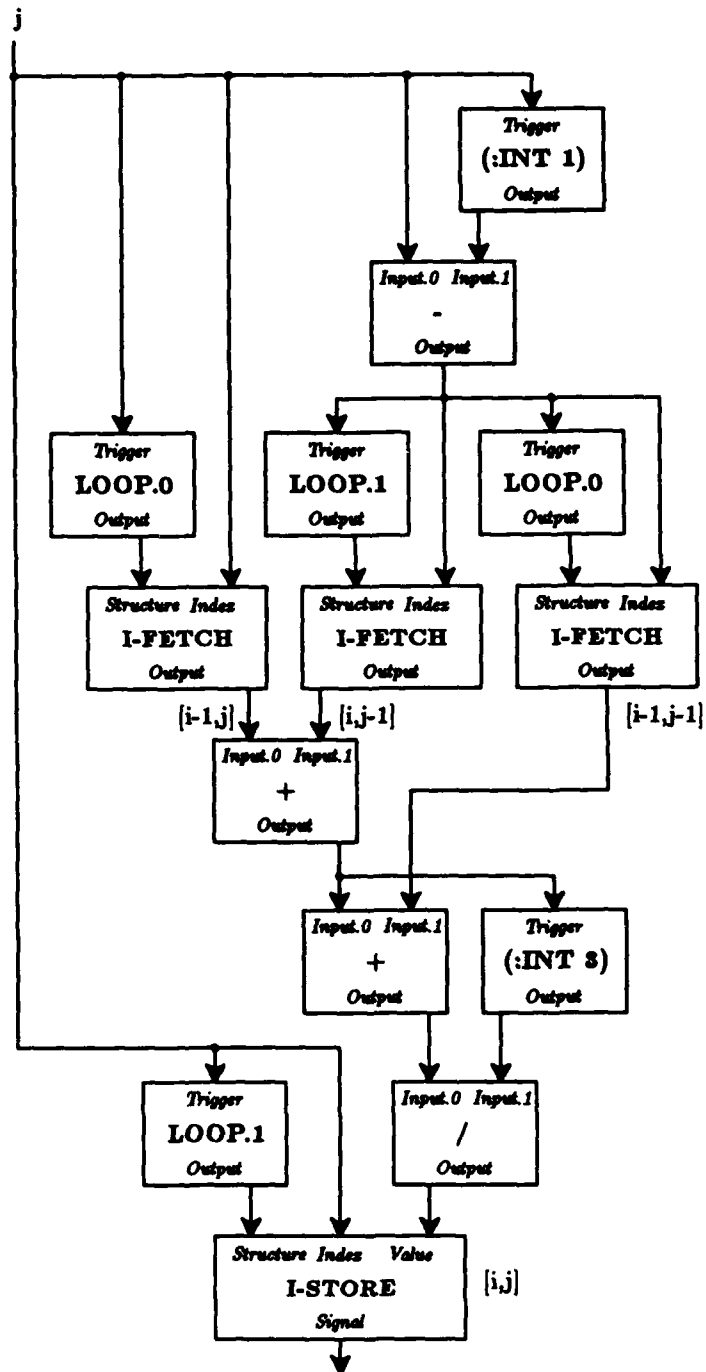 j
Trigger
(:INT 1)
Output
Input.0 Input.1
-
Output
Trigger
LOOP.0
Output
Trigger
LOOP.1
Output
Trigger
LOOP.0
Output
Structure Index
I-FETCH
Output
Structure Index
I-FETCH
Output
Structure Index
I-FETCH
Output
[i-1,j]
[i,j-1]
[i-1,j-1]
Input.0 Input.1
+
Output
Input.0 Input.1
+
Output
Trigger
(:INT 3)
Output
Trigger
LOOP.1
Output
Input.0 Input.1
/
Output
Structure Index Value
I-STORE
Signal
[i,j]